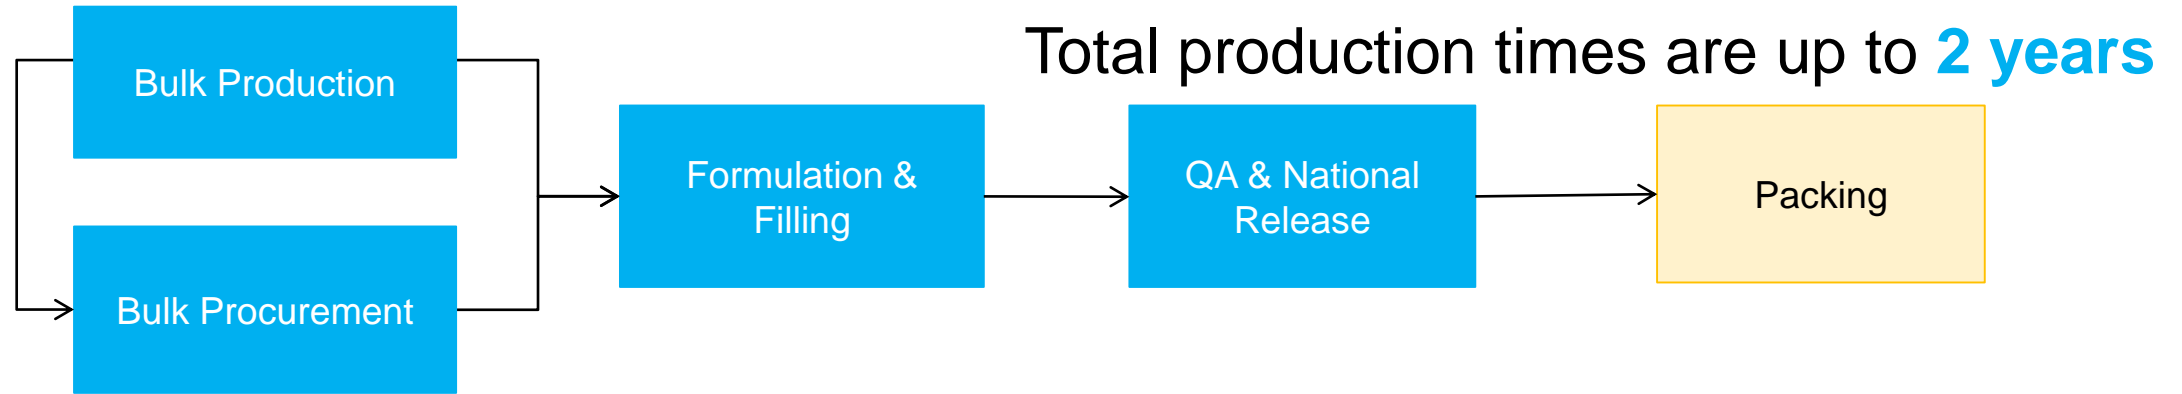 Total production times are up to 2 years
Bulk Production
Bulk Procurement
Formulation &
Filling
QA & National
Release
Packing